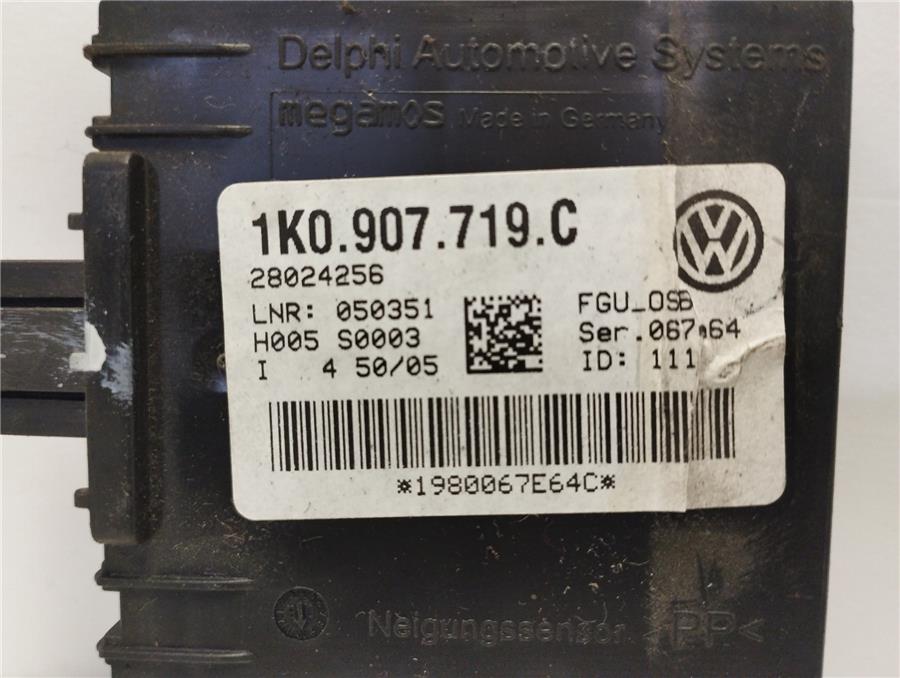 Delphi Automotive Systems
megamos Made in Germany
1K0.907.719.C
28024256
LNR: 050351
H005 S0003
I 4 50/05
FGU_OSB
Ser. 64
ID: 111
*1980067E64C*
Neigungssensor >PP<